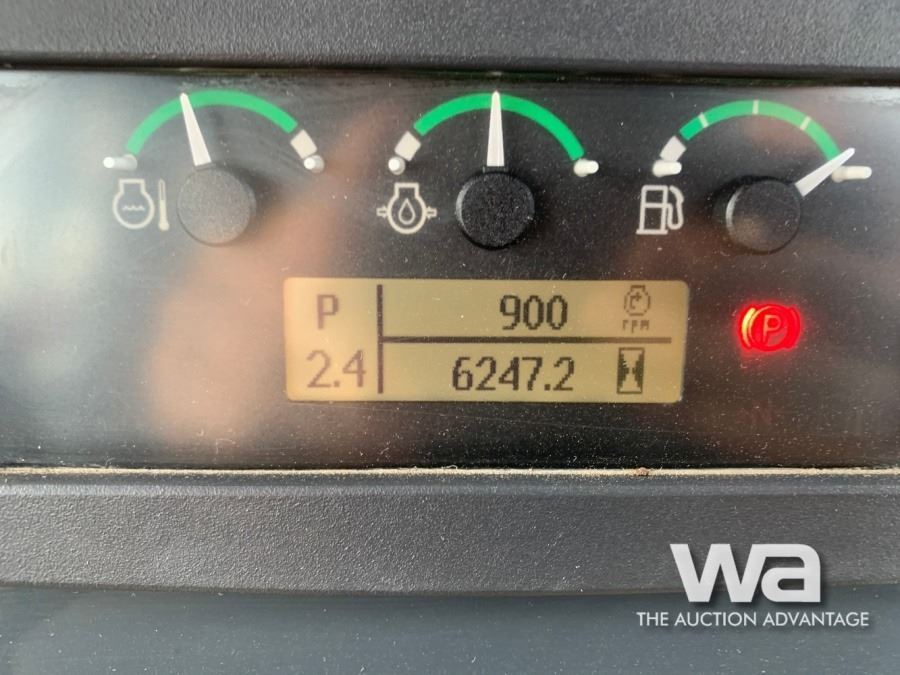 P 900 rpm
2.4 6247.2
P
wa
THE AUCTION ADVANTAGE